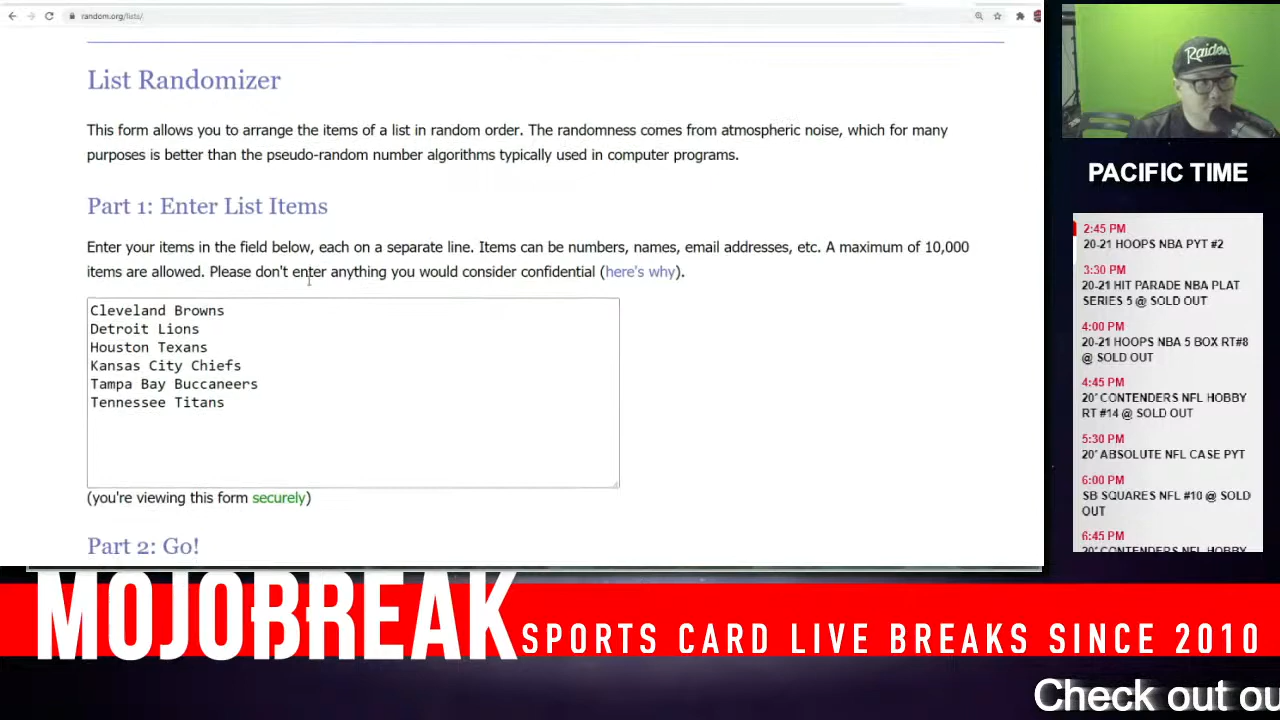 random.org/lists/
List Randomizer
This form allows you to arrange the items of a list in random order. The randomness comes from atmospheric noise, which for many
purposes is better than the pseudo-random number algorithms typically used in computer programs.
Part 1: Enter List Items
Enter your items in the field below, each on a separate line. Items can be numbers, names, email addresses, etc. A maximum of 10,000
items are allowed. Please don't enter anything you would consider confidential (here's why).
Cleveland Browns
Detroit Lions
Houston Texans
Kansas City Chiefs
Tampa Bay Buccaneers
Tennessee Titans
(you're viewing this form securely)
Part 2: Go!
Raiders
PACIFIC TIME
2:45 PM
20-21 HOOPS NBA PYT #2
3:30 PM
20-21 HIT PARADE NBA PLAT
SERIES 5 @ SOLD OUT
4:00 PM
20-21 HOOPS NBA 5 BOX RT#8
@ SOLD OUT
4:45 PM
20' CONTENDERS NFL HOBBY
RT #14 @ SOLD OUT
5:30 PM
20' ABSOLUTE NFL CASE PYT
6:00 PM
SB SQUARES NFL #10 @ SOLD
OUT
6:45 PM
20' CONTENDERS NFL HOBBY
MOJOBREAK
SPORTS CARD LIVE BREAKS SINCE 2010
Check out ou